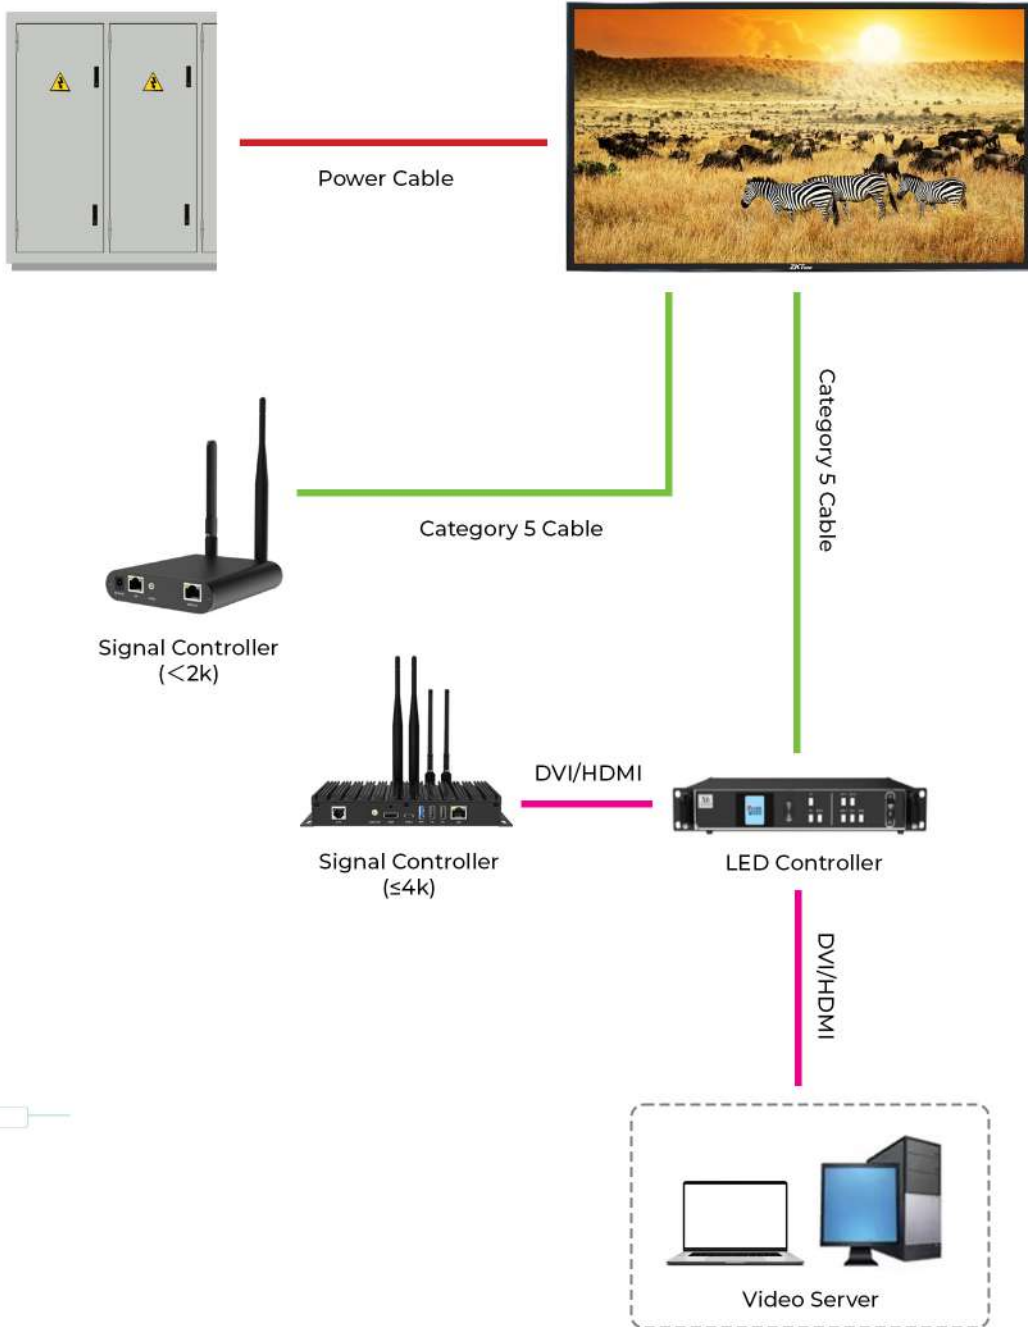 Power Cable
ZKTeco
Category 5 Cable
Category 5 Cable
Signal Controller
(<2k)
DVI/HDMI
Signal Controller
(≤4k)
LED Controller
DVI/HDMI
Video Server